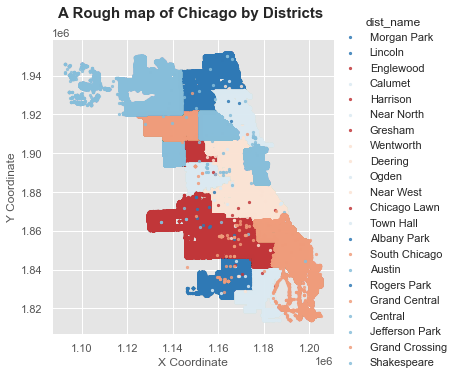 A Rough map of Chicago by Districts
1e6
1.94
1.92
1.90
1.88
1.86
1.84
1.82
Y Coordinate
1.10
1.12
1.14
1.16
1.18
1.20
X Coordinate
1e6
dist_name
Morgan Park
Lincoln
Englewood
Calumet
Harrison
Near North
Gresham
Wentworth
Deering
Ogden
Near West
Chicago Lawn
Town Hall
Albany Park
South Chicago
Austin
Rogers Park
Grand Central
Central
Jefferson Park
Grand Crossing
Shakespeare